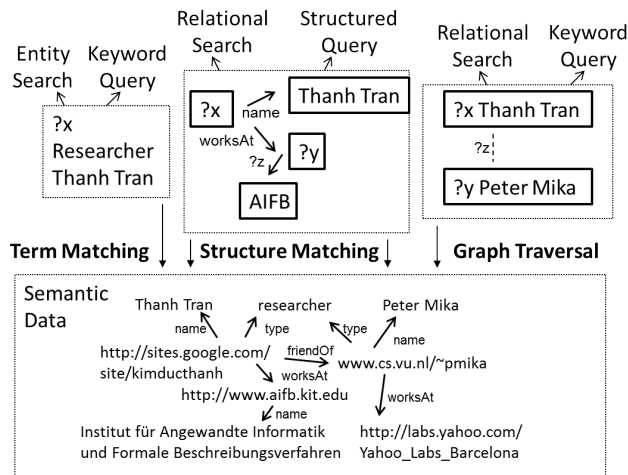 Entity
Search
Keyword
Query
Relational
Search
Structured
Query
Relational
Search
Keyword
Query
?x
Researcher
Thanh Tran
?x
name
Thanh Tran
worksAt
?z
?y
AIFB
?x Thanh Tran
?z
?y Peter Mika
Term Matching
Structure Matching
Graph Traversal
Semantic
Data
Thanh Tran
researcher
Peter Mika
name
type
type
name
http://sites.google.com/
site/kimducthanh
friendOf
www.cs.vu.nl/~pmika
worksAt
http://www.aifb.kit.edu
name
worksAt
Institut für Angewandte Informatik
und Formale Beschreibungsverfahren
http://labs.yahoo.com/
Yahoo_Labs_Barcelona